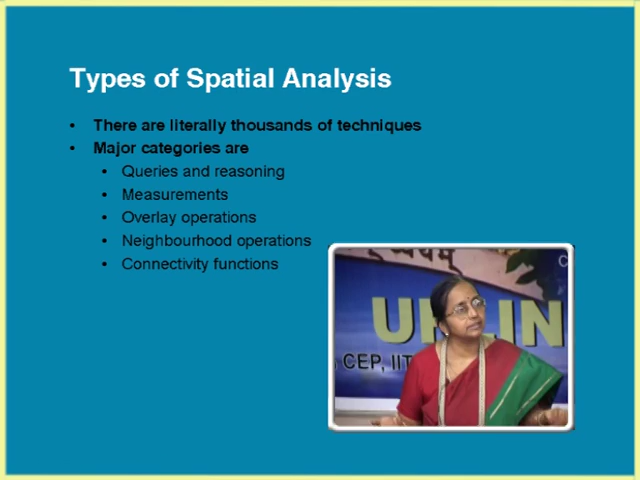 Types of Spatial Analysis
• There are literally thousands of techniques
• Major categories are
• Queries and reasoning
• Measurements
• Overlay operations
• Neighbourhood operations
• Connectivity functions
CEP, IIT